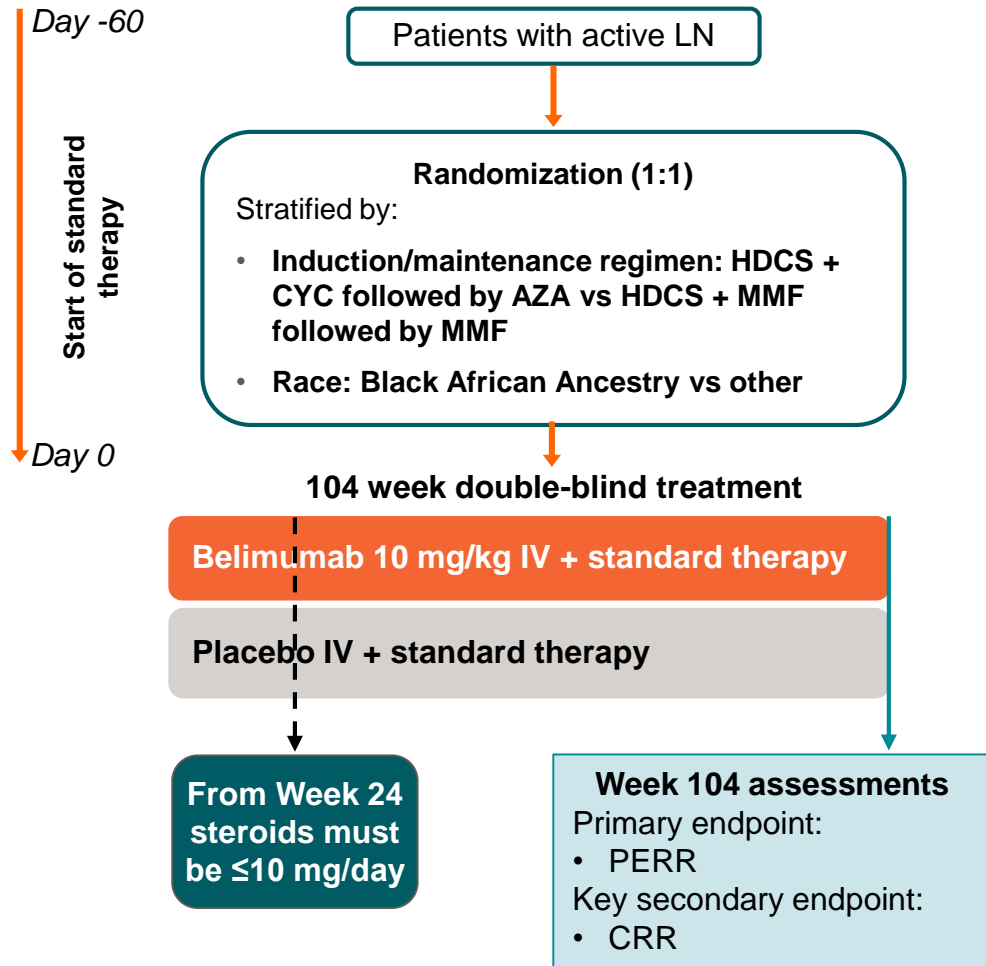 Day -60
Patients with active LN
Start of standard
therapy
Randomization (1:1)
Stratified by:
• Induction/maintenance regimen: HDCS +
CYC followed by AZA vs HDCS + MMF
followed by MMF
• Race: Black African Ancestry vs other
Day 0
104 week double-blind treatment
Belimumab 10 mg/kg IV + standard therapy
Placebo IV + standard therapy
From Week 24
steroids must
be ≤10 mg/day
Week 104 assessments
Primary endpoint:
• PERR
Key secondary endpoint:
• CRR